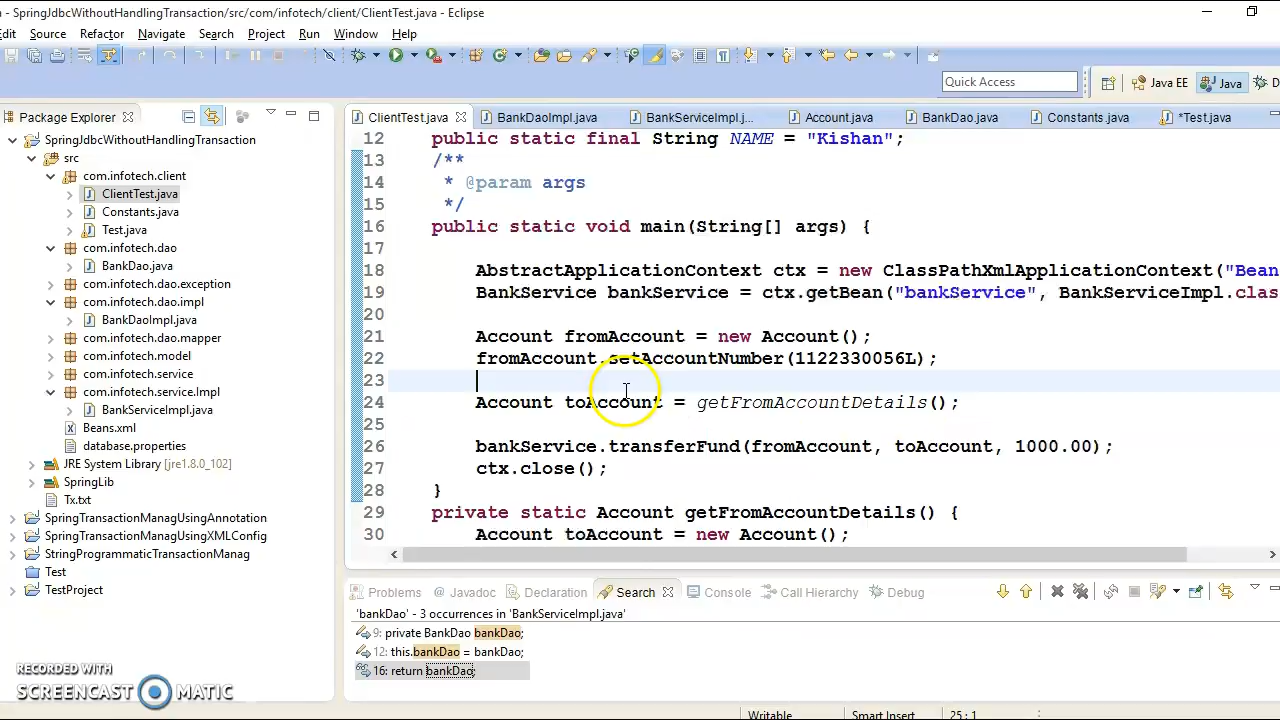 - SpringJdbcWithoutHandlingTransaction/src/com/infotech/client/ClientTest.java - Eclipse
dit Source Refactor Navigate Search Project Run Window Help
Quick Access
Java EE
Java
D
Package Explorer
SpringJdbcWithoutHandlingTransaction
src
com.infotech.client
ClientTest.java
Constants.java
Test.java
com.infotech.dao
BankDao.java
com.infotech.dao.exception
com.infotech.dao.impl
BankDaoImpl.java
com.infotech.dao.mapper
com.infotech.model
com.infotech.service
com.infotech.service.Impl
BankServiceImpl.java
Beans.xml
database.properties
JRE System Library [jre1.8.0_102]
SpringLib
Tx.txt
SpringTransactionManagUsingAnnotation
SpringTransactionManagUsingXMLConfig
StringProgrammaticTransactionManag
Test
TestProject
ClientTest.java BankDaoImpl.java BankServiceImpl.j... Account.java BankDao.java Constants.java *Test.java
12 public static final String NAME = "Kishan";
13 /**
14 * @param args
15 */
16 public static void main(String[] args) {
17
18 AbstractApplicationContext ctx = new ClassPathXmlApplicationContext("Bean
19 BankService bankService = ctx.getBean("bankService", BankServiceImpl.clas
20
21 Account fromAccount = new Account();
22 fromAccount.setAccountNumber(1122330056L);
23
24 Account toAccount = getFromAccountDetails();
25
26 bankService.transferFund(fromAccount, toAccount, 1000.00);
27 ctx.close();
28 }
29 private static Account getFromAccountDetails() {
30 Account toAccount = new Account();
Problems Javadoc Declaration Search Console Call Hierarchy Debug
'bankDao' - 3 occurrences in 'BankServiceImpl.java'
9: private BankDao bankDao;
12: this.bankDao = bankDao;
16: return bankDao;
RECORDED WITH
SCREENCAST MATIC
Writable Smart Insert 25 : 1